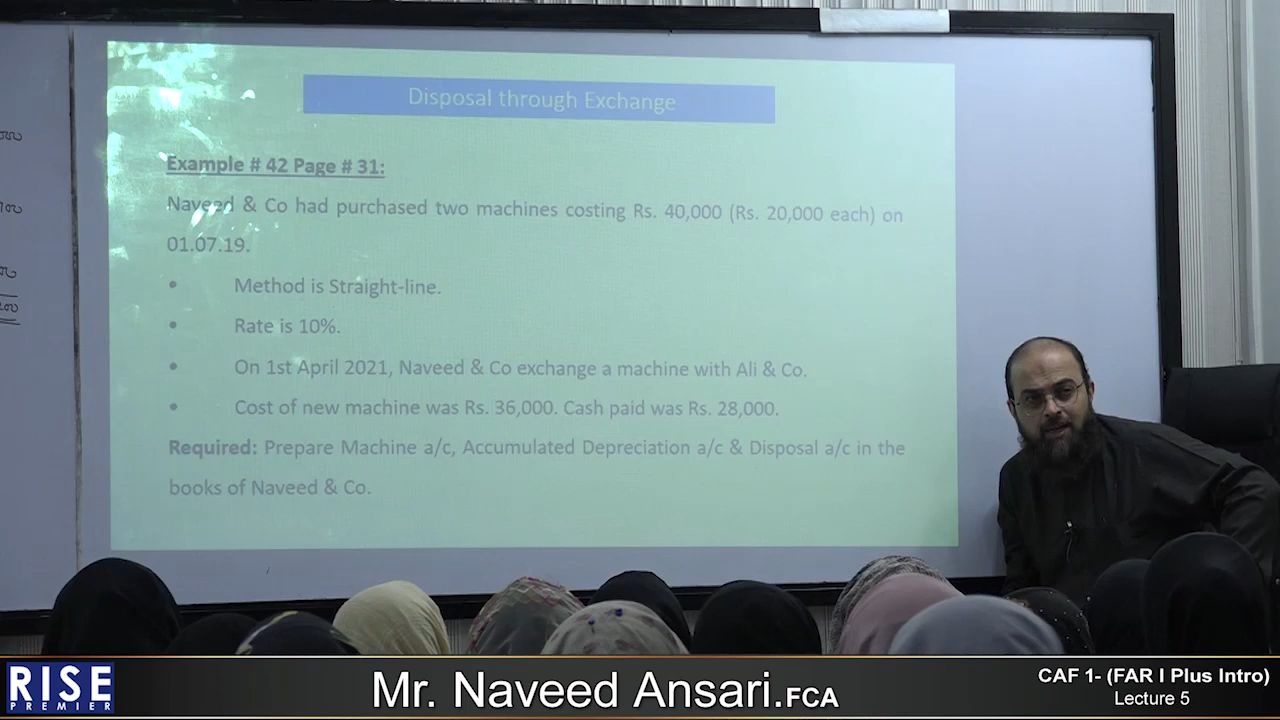 Disposal through Exchange
Example # 42 Page # 31:
Naveed & Co had purchased two machines costing Rs. 40,000 (Rs. 20,000 each) on
01.07.19.
• Method is Straight-line.
• Rate is 10%.
• On 1st April 2021, Naveed & Co exchange a machine with Ali & Co.
• Cost of new machine was Rs. 36,000. Cash paid was Rs. 28,000.
Required: Prepare Machine a/c, Accumulated Depreciation a/c & Disposal a/c in the
books of Naveed & Co.
RISE
PREMIER
Mr. Naveed Ansari.FCA
CAF 1- (FAR I Plus Intro)
Lecture 5